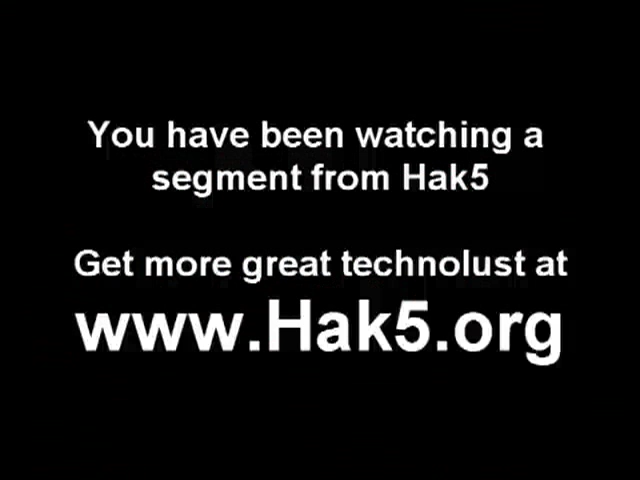 You have been watching a
segment from Hak5
Get more great technolust at
www.Hak5.org